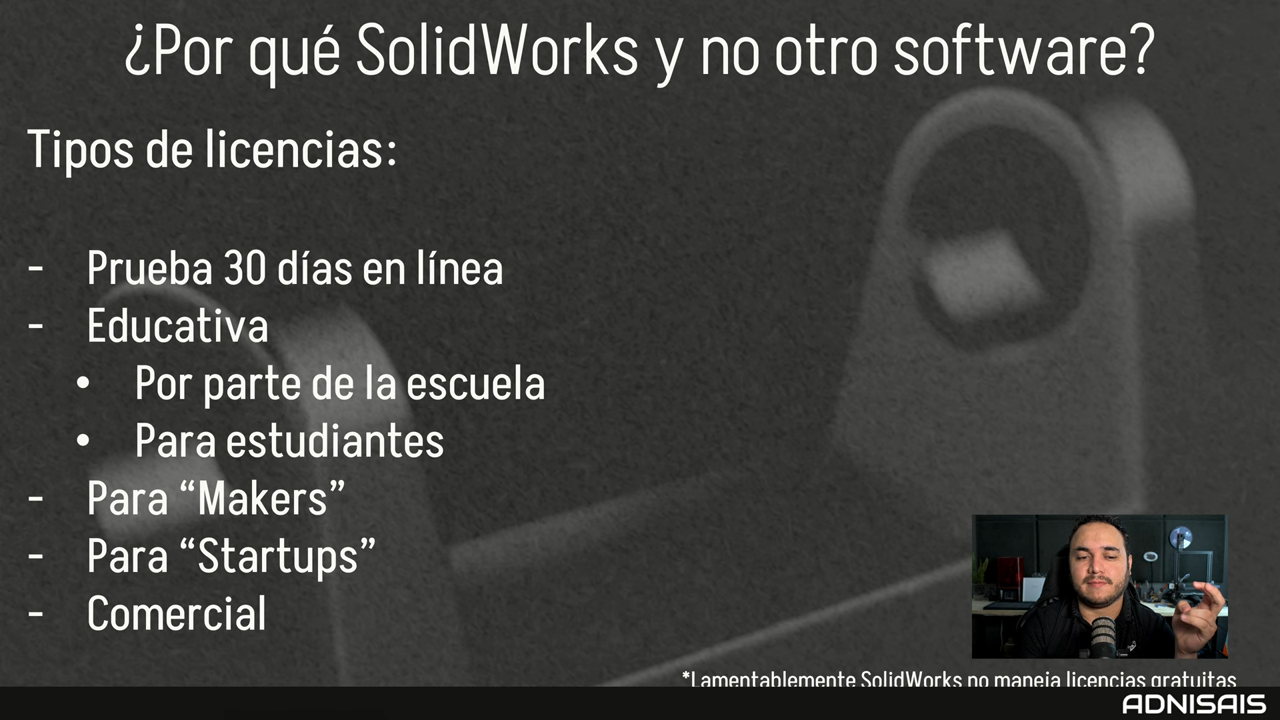 ¿Por qué SolidWorks y no otro software?
Tipos de licencias:
- Prueba 30 días en línea
- Educativa
• Por parte de la escuela
• Para estudiantes
- Para “Makers”
- Para “Startups”
- Comercial
*Lamentablemente SolidWorks no maneja licencias gratuitas
ADNISAIS